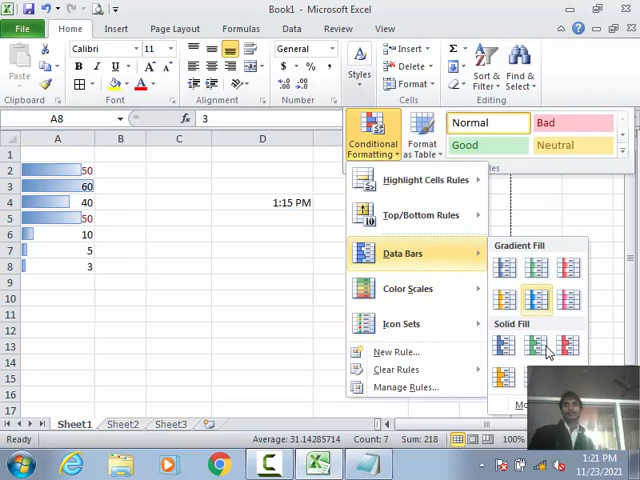 Book1 - Microsoft Excel
File Home Insert Page Layout Formulas Data Review View
Calibri 11 General Insert Σ
Paste B I U A A $ % , Styles Delete Sort & Filter Find & Select
Format
Clipboard Font Alignment Number Cells Editing
A8 fx 3
Conditional Formatting Format as Table Normal Bad
Good Neutral
A B C D
1
2 50
3 60
4 40 1:15 PM
5 50
6 10
7 5
8 3
9
10
11
12
13
14
15
16
17
Highlight Cells Rules
Top/Bottom Rules
Data Bars
Color Scales
Icon Sets
New Rule...
Clear Rules
Manage Rules...
Gradient Fill
Solid Fill
Sheet1 Sheet2 Sheet3
Ready Average: 31.14285714 Count: 7 Sum: 218 100%
1:21 PM
11/23/2021